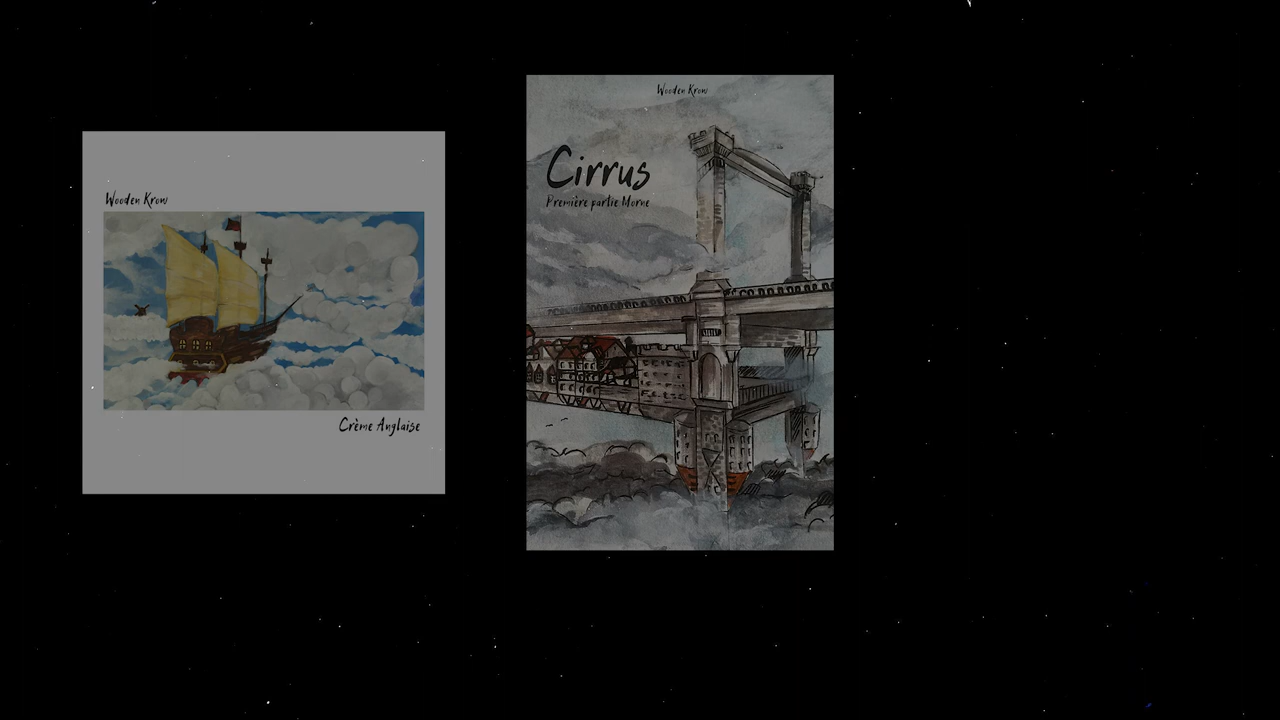 Wooden Krow
Crème Anglaise
Wooden Krow
Cirrus
Première partie Morne